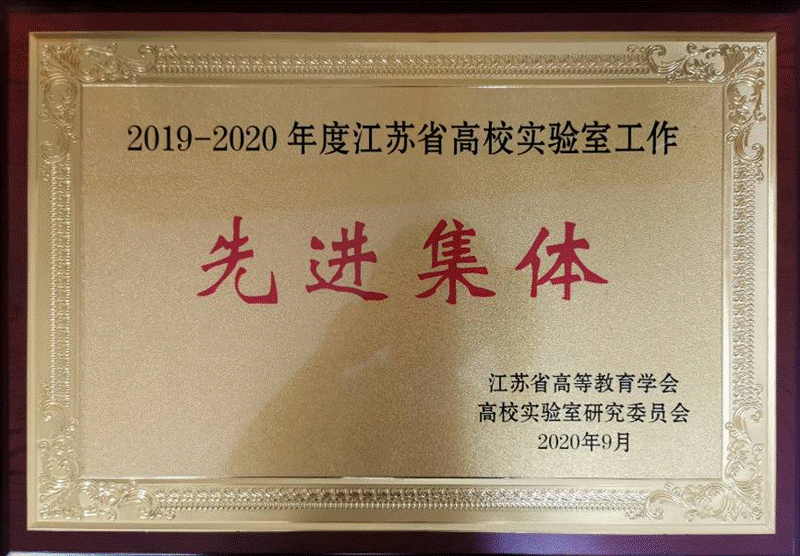 2019-2020 年度江苏省高校实验室工作
先进集体
江苏省高等教育学会
高校实验室研究委员会
2020年9月